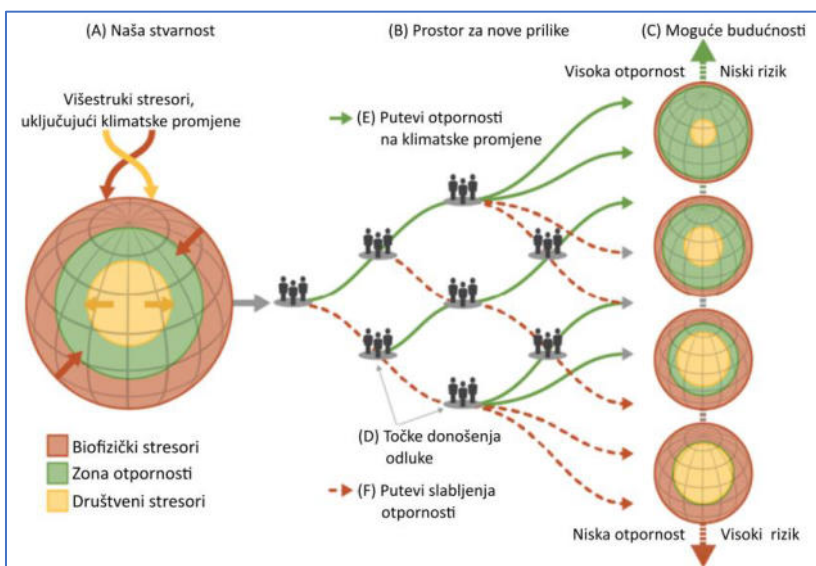 (A) Naša stvarnost
(B) Prostor za nove prilike
(C) Moguće budućnosti
Visoka otpornost
Niski rizik
Višestruki stresori,
uključujući klimatske promjene
(E) Putevi otpornosti
na klimatske promjene
Biofizički stresori
Zona otpornosti
Društveni stresori
(D) Točke donošenja
odluke
(F) Putevi slabljenja
otpornosti
Niska otpornost
Visoki rizik